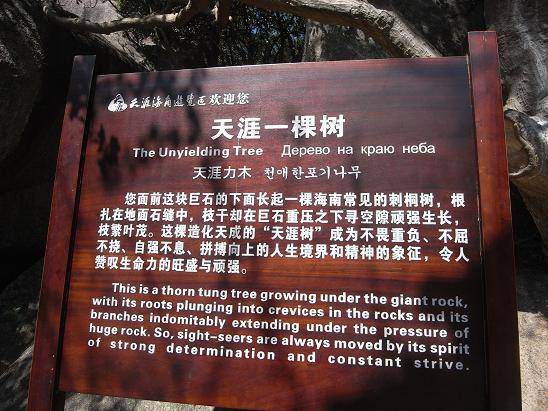 天涯海角游览区欢迎您
天涯一棵树
The Unyielding Tree Дерево на краю неба
天涯力木 천애한포기나무
您面前这块巨石的下面长起一棵海南常见的刺桐树，根
扎在地面石缝中，枝干却在巨石重压之下寻空隙顽强生长，
枝繁叶茂。这棵造化天成的“天涯树”成为不畏重负、不屈
不挠、自强不息、拼搏向上的人生境界和精神的象征，令人
赞叹生命力的旺盛与顽强。
This is a thorn tung tree growing under the giant rock,
with its roots plunging into crevices in the rocks and its
branches indomitably extending under the pressure of
huge rock. So, sight-seers are always moved by its spirit
of strong determination and constant strive.